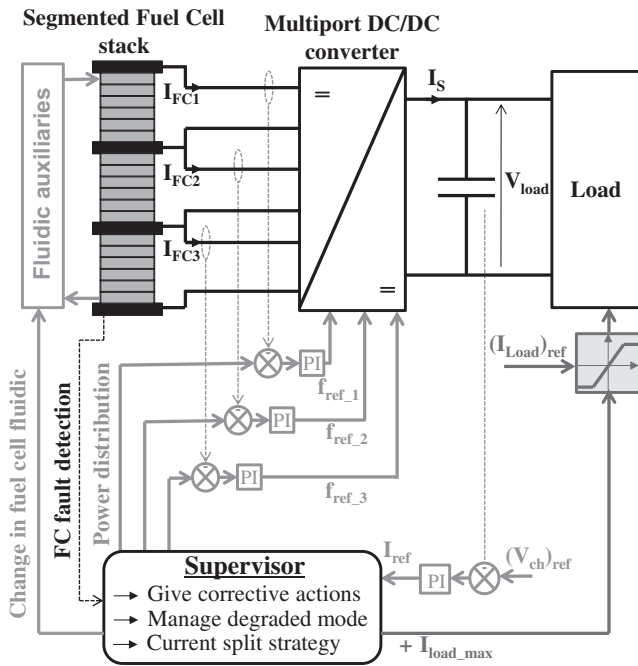 Segmented Fuel Cell
stack
Multiport DC/DC
converter
Fluidic auxiliaries
I_FC1
I_FC2
I_FC3
=
=
I_S
V_load
Load
(I_Load)_ref
-
PI
f_ref_1
-
PI
f_ref_2
-
PI
f_ref_3
Change in fuel cell fluidic
FC fault detection
Power distribution
I_ref
PI
-
(V_ch)_ref
Supervisor
Give corrective actions
Manage degraded mode
Current split strategy
+ I_load_max